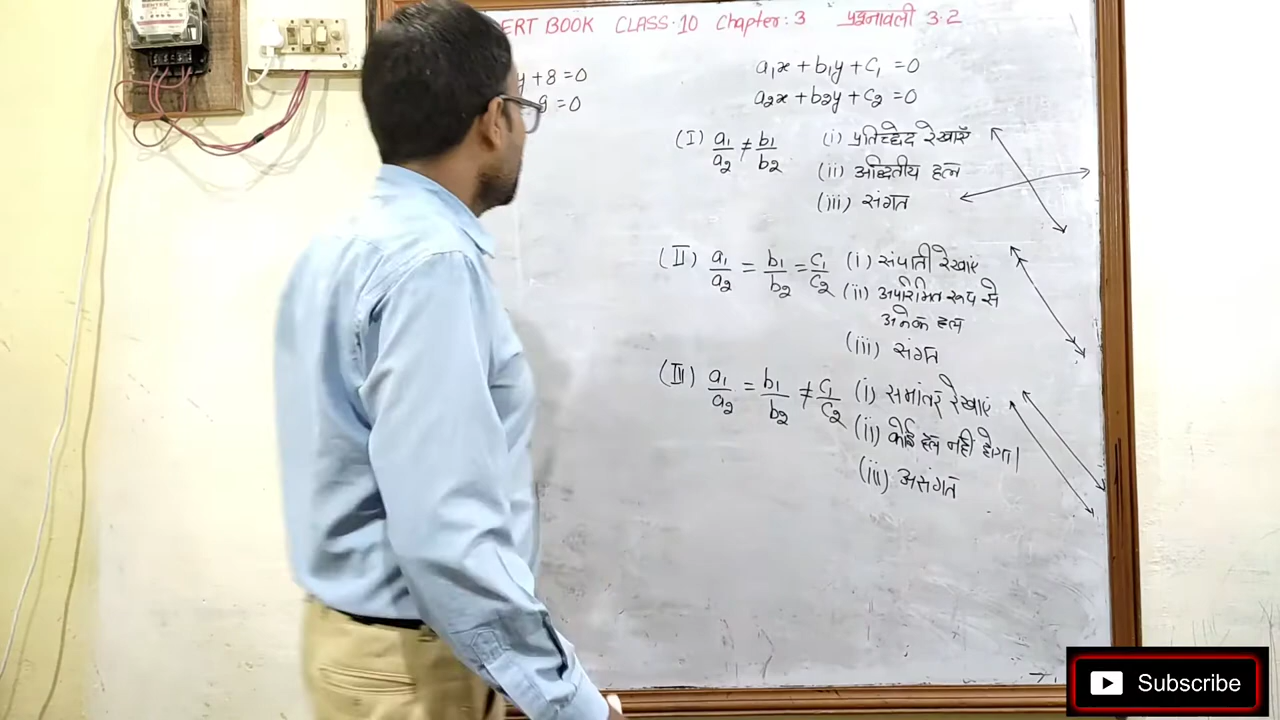 ERT BOOK CLASS·10 Chapter:3 प्रश्नावली 3.2
y+8=0
9=0
a₁x+b₁y+c₁=0
a₂x+b₂y+c₂=0
(I) a₁/a₂ ≠ b₁/b₂ (i) प्रतिच्छेद रेखाएँ
(ii) अद्वितीय हल
(iii) संगत
(II) a₁/a₂ = b₁/b₂ = c₁/c₂ (i) संपाती रेखाएं
(ii) अपरिमित रूप से
अनेक हल
(iii) संगत
(III) a₁/a₂ = b₁/b₂ ≠ c₁/c₂ (i) समांतर रेखाएं
(ii) कोई हल नही होगा।
(iii) असंगत
Subscribe